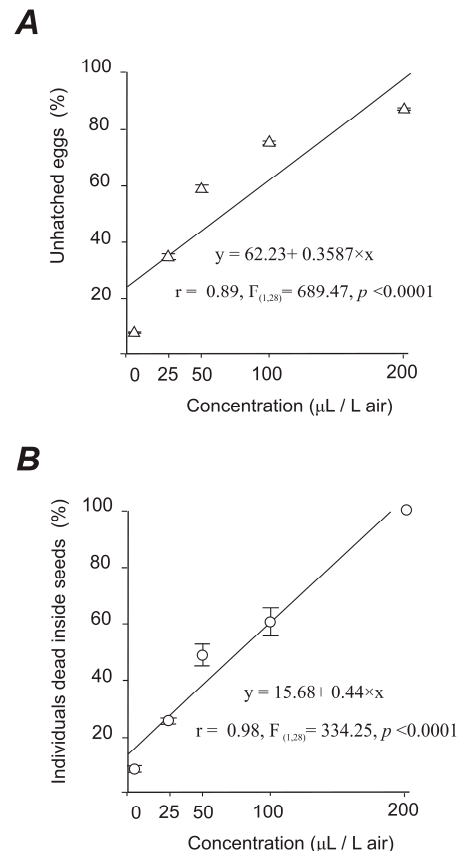 A
100
80
60
40
20
Unhatched eggs (%)
y = 62.23+ 0.3587×x
r = 0.89, F(1,28)= 689.47, p <0.0001
0 25 50 100 200
Concentration (µL / L air)
B
100
80
60
40
20
Individuals dead inside seeds (%)
y = 15.68+ 0.44×x
r = 0.98, F (1,28)= 334.25, p <0.0001
0 25 50 100 200
Concentration (µL / L air)